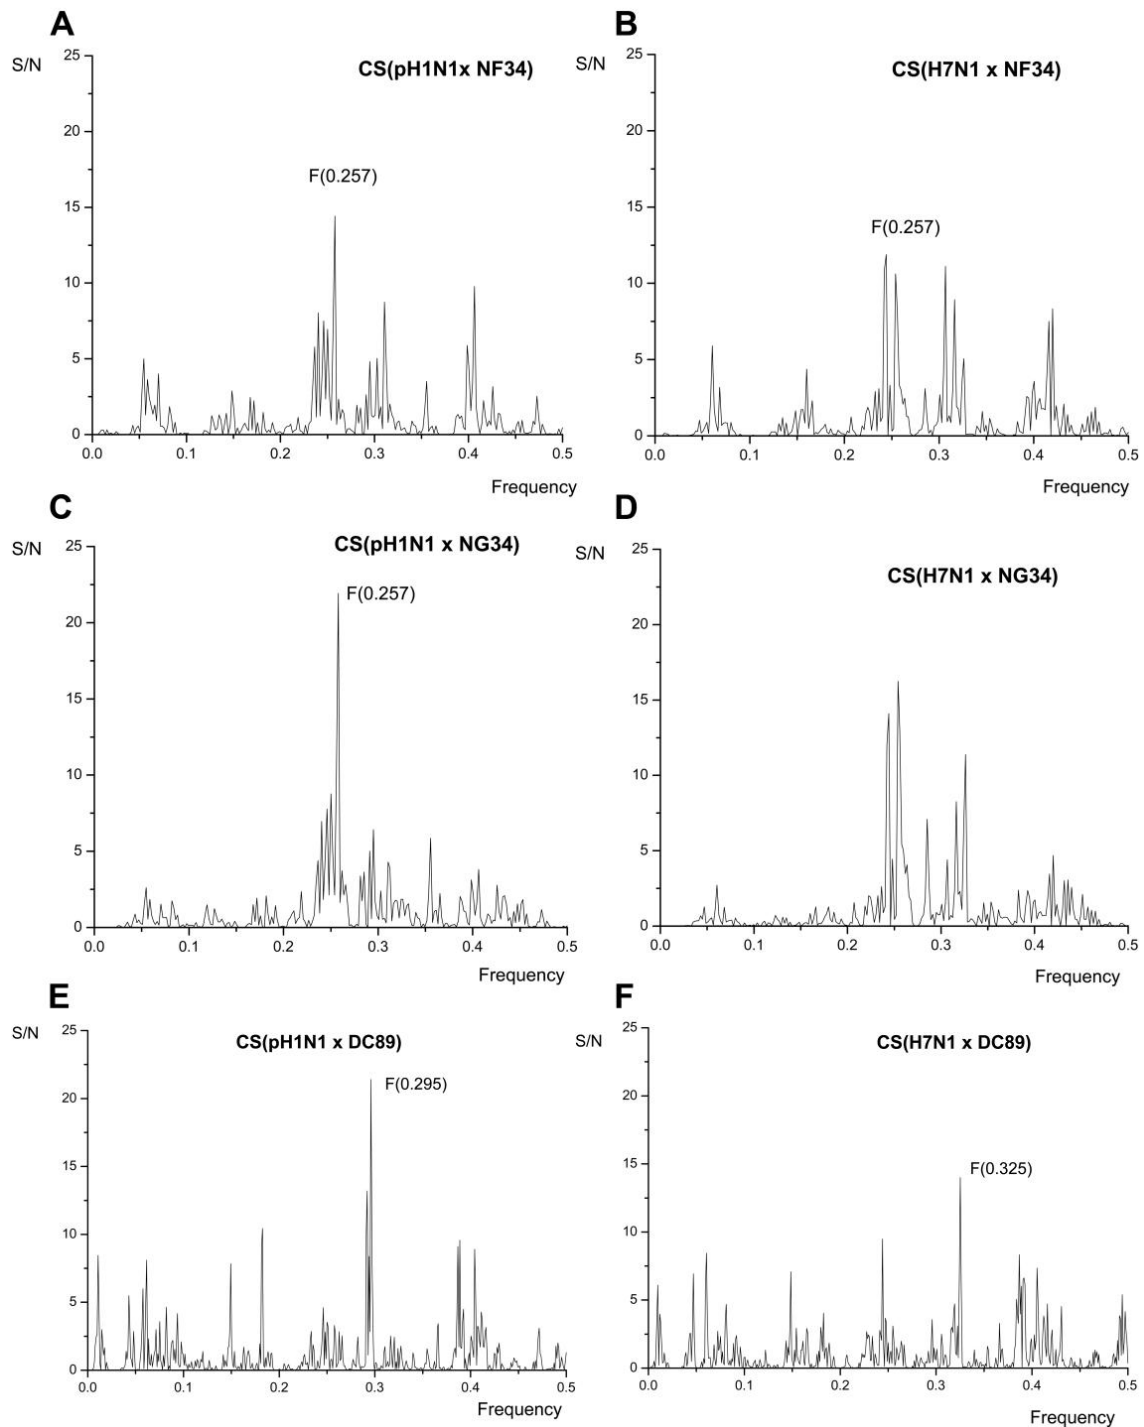 A
S/N
CS(pH1N1x NF34)
F(0.257)
25
20
15
10
5
0
0.0 0.1 0.2 0.3 0.4 0.5
Frequency
B
S/N
CS(H7N1 x NF34)
F(0.257)
25
20
15
10
5
0
0.0 0.1 0.2 0.3 0.4 0.5
Frequency
C
S/N
CS(pH1N1 x NG34)
F(0.257)
25
20
15
10
5
0
0.0 0.1 0.2 0.3 0.4 0.5
Frequency
D
S/N
CS(H7N1 x NG34)
25
20
15
10
5
0
0.0 0.1 0.2 0.3 0.4 0.5
Frequency
E
S/N
CS(pH1N1 x DC89)
F(0.295)
25
20
15
10
5
0
0.0 0.1 0.2 0.3 0.4 0.5
Frequency
F
S/N
CS(H7N1 x DC89)
F(0.325)
25
20
15
10
5
0
0.0 0.1 0.2 0.3 0.4 0.5
Frequency